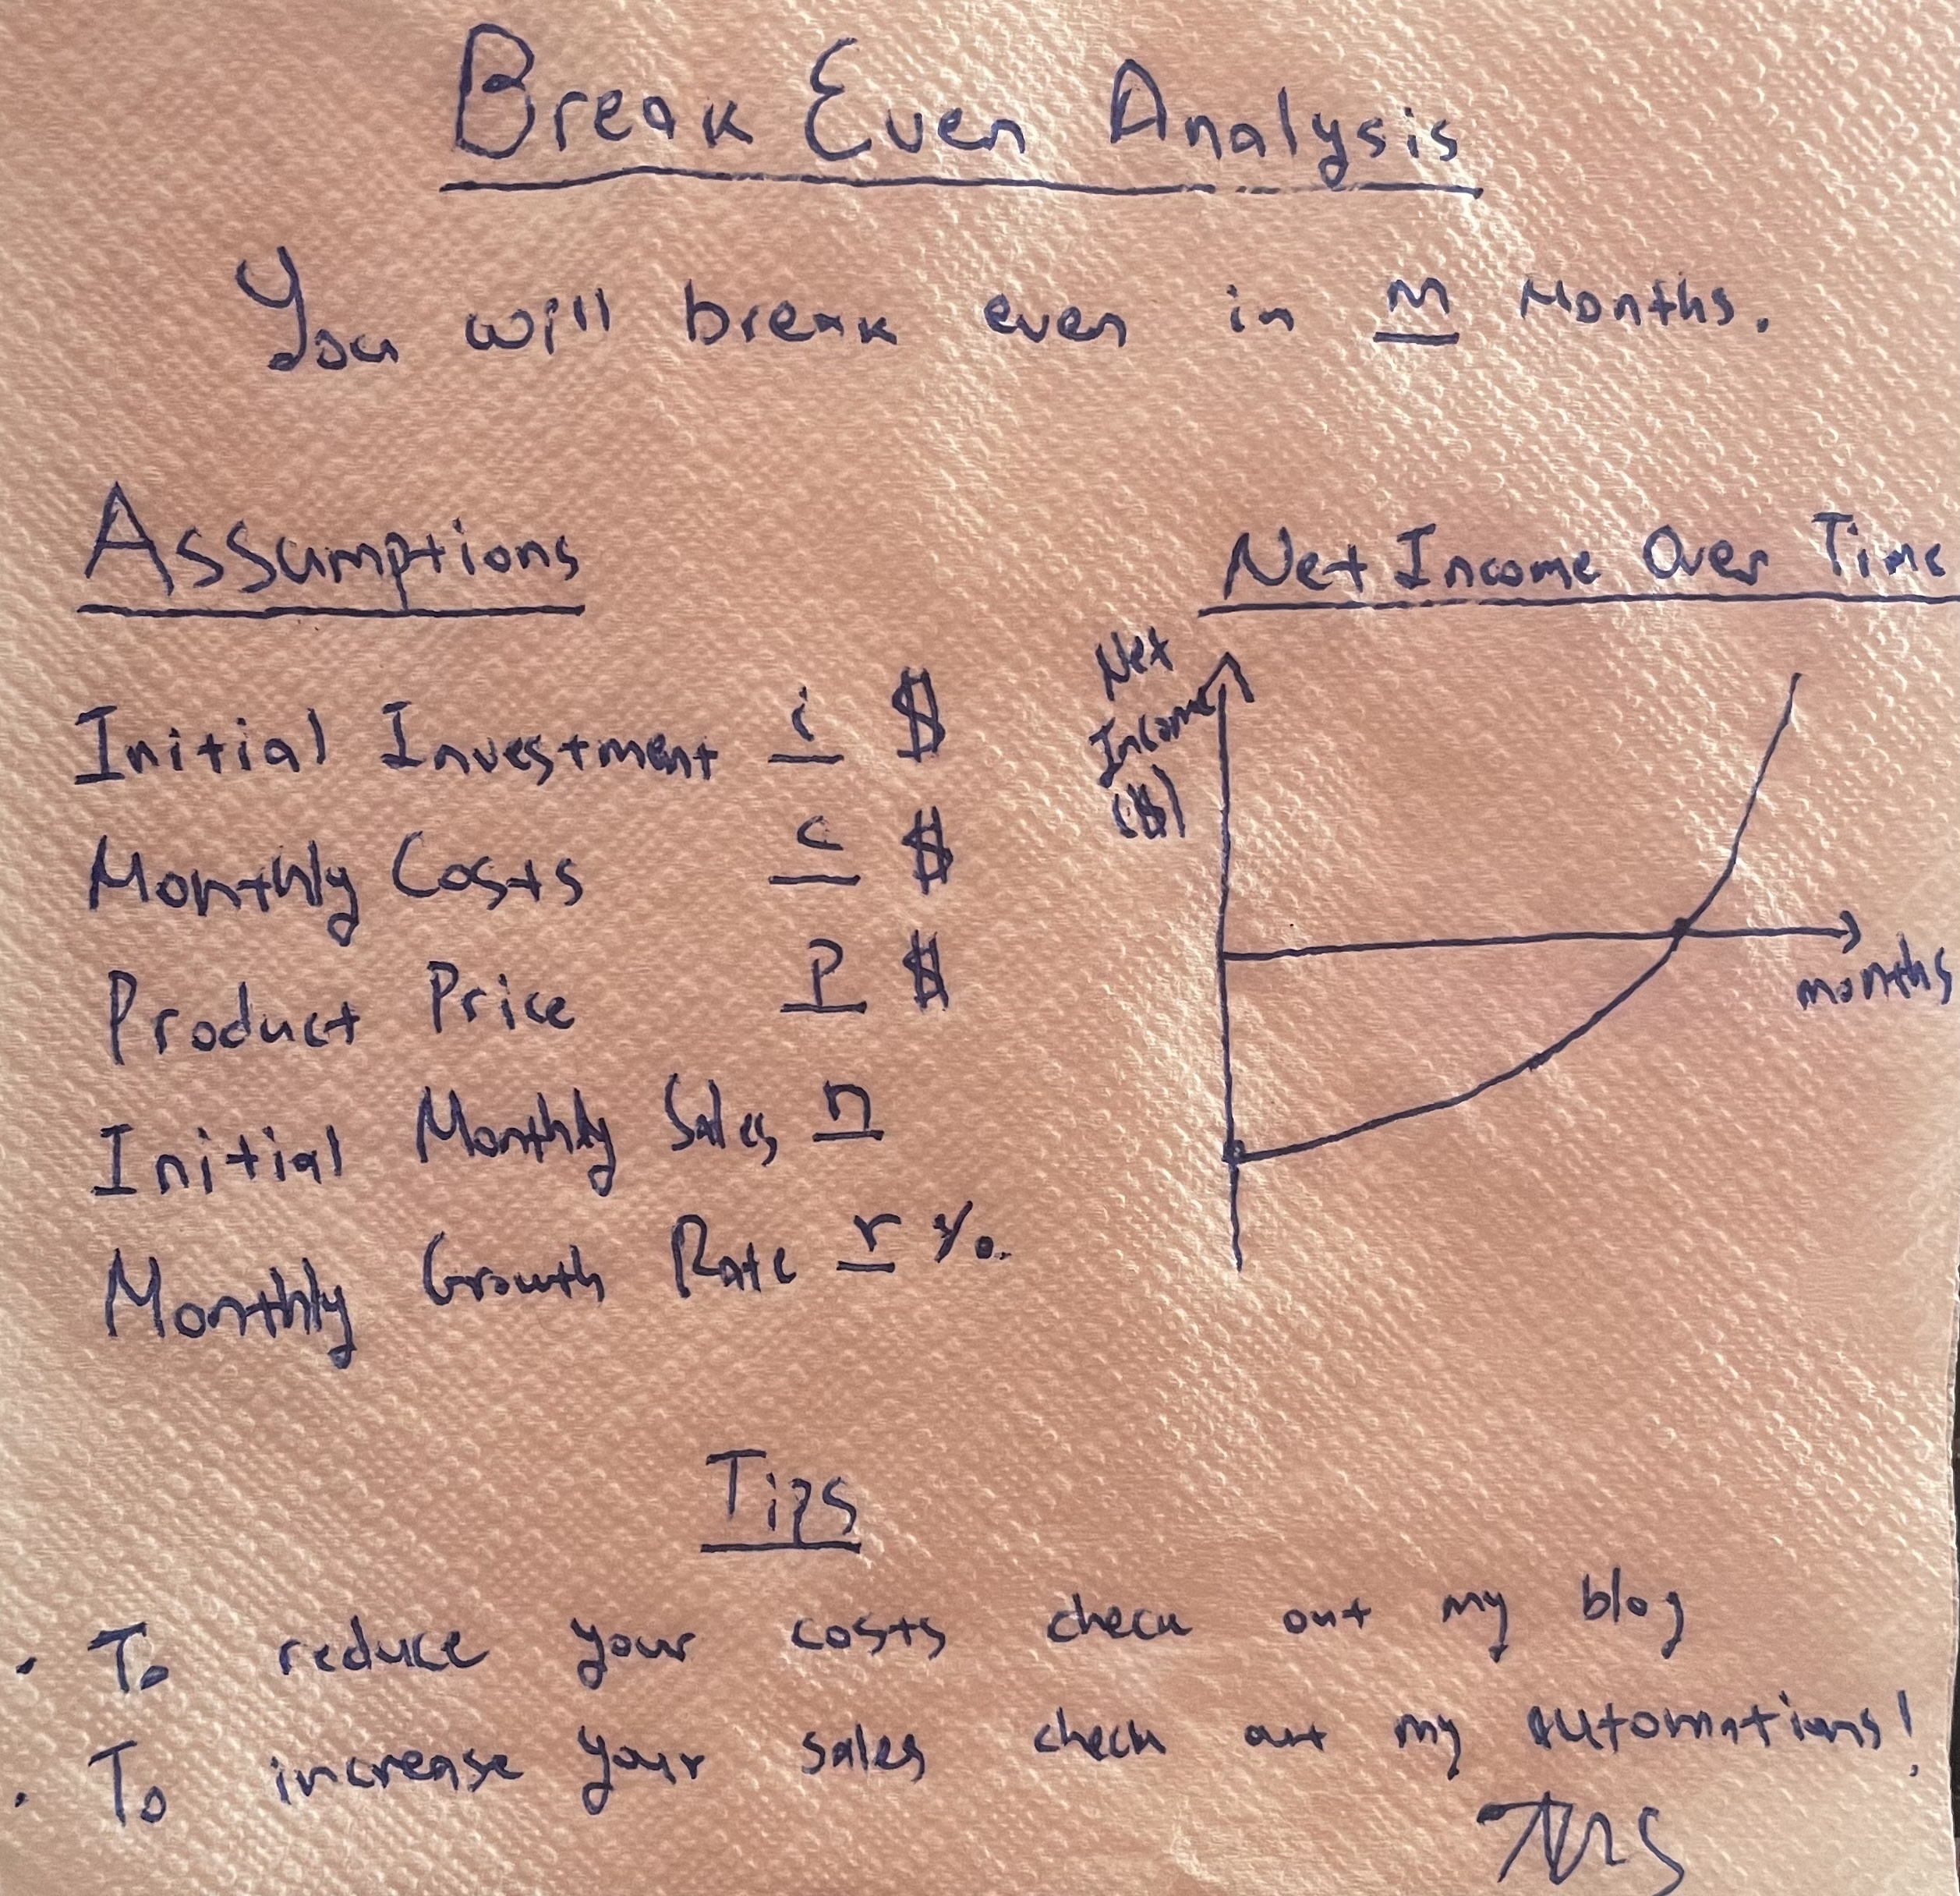 Break Even Analysis
You will break even in m Months.
Assumptions
Initial Investment i $
Monthly Costs c $
Product Price P $
Initial Monthly Sales n
Monthly Growth Rate r %.
Net Income Over Time
Net
Income
($)
months
Tips
· To reduce your costs check out my blog
· To increase your sales check out my automations!